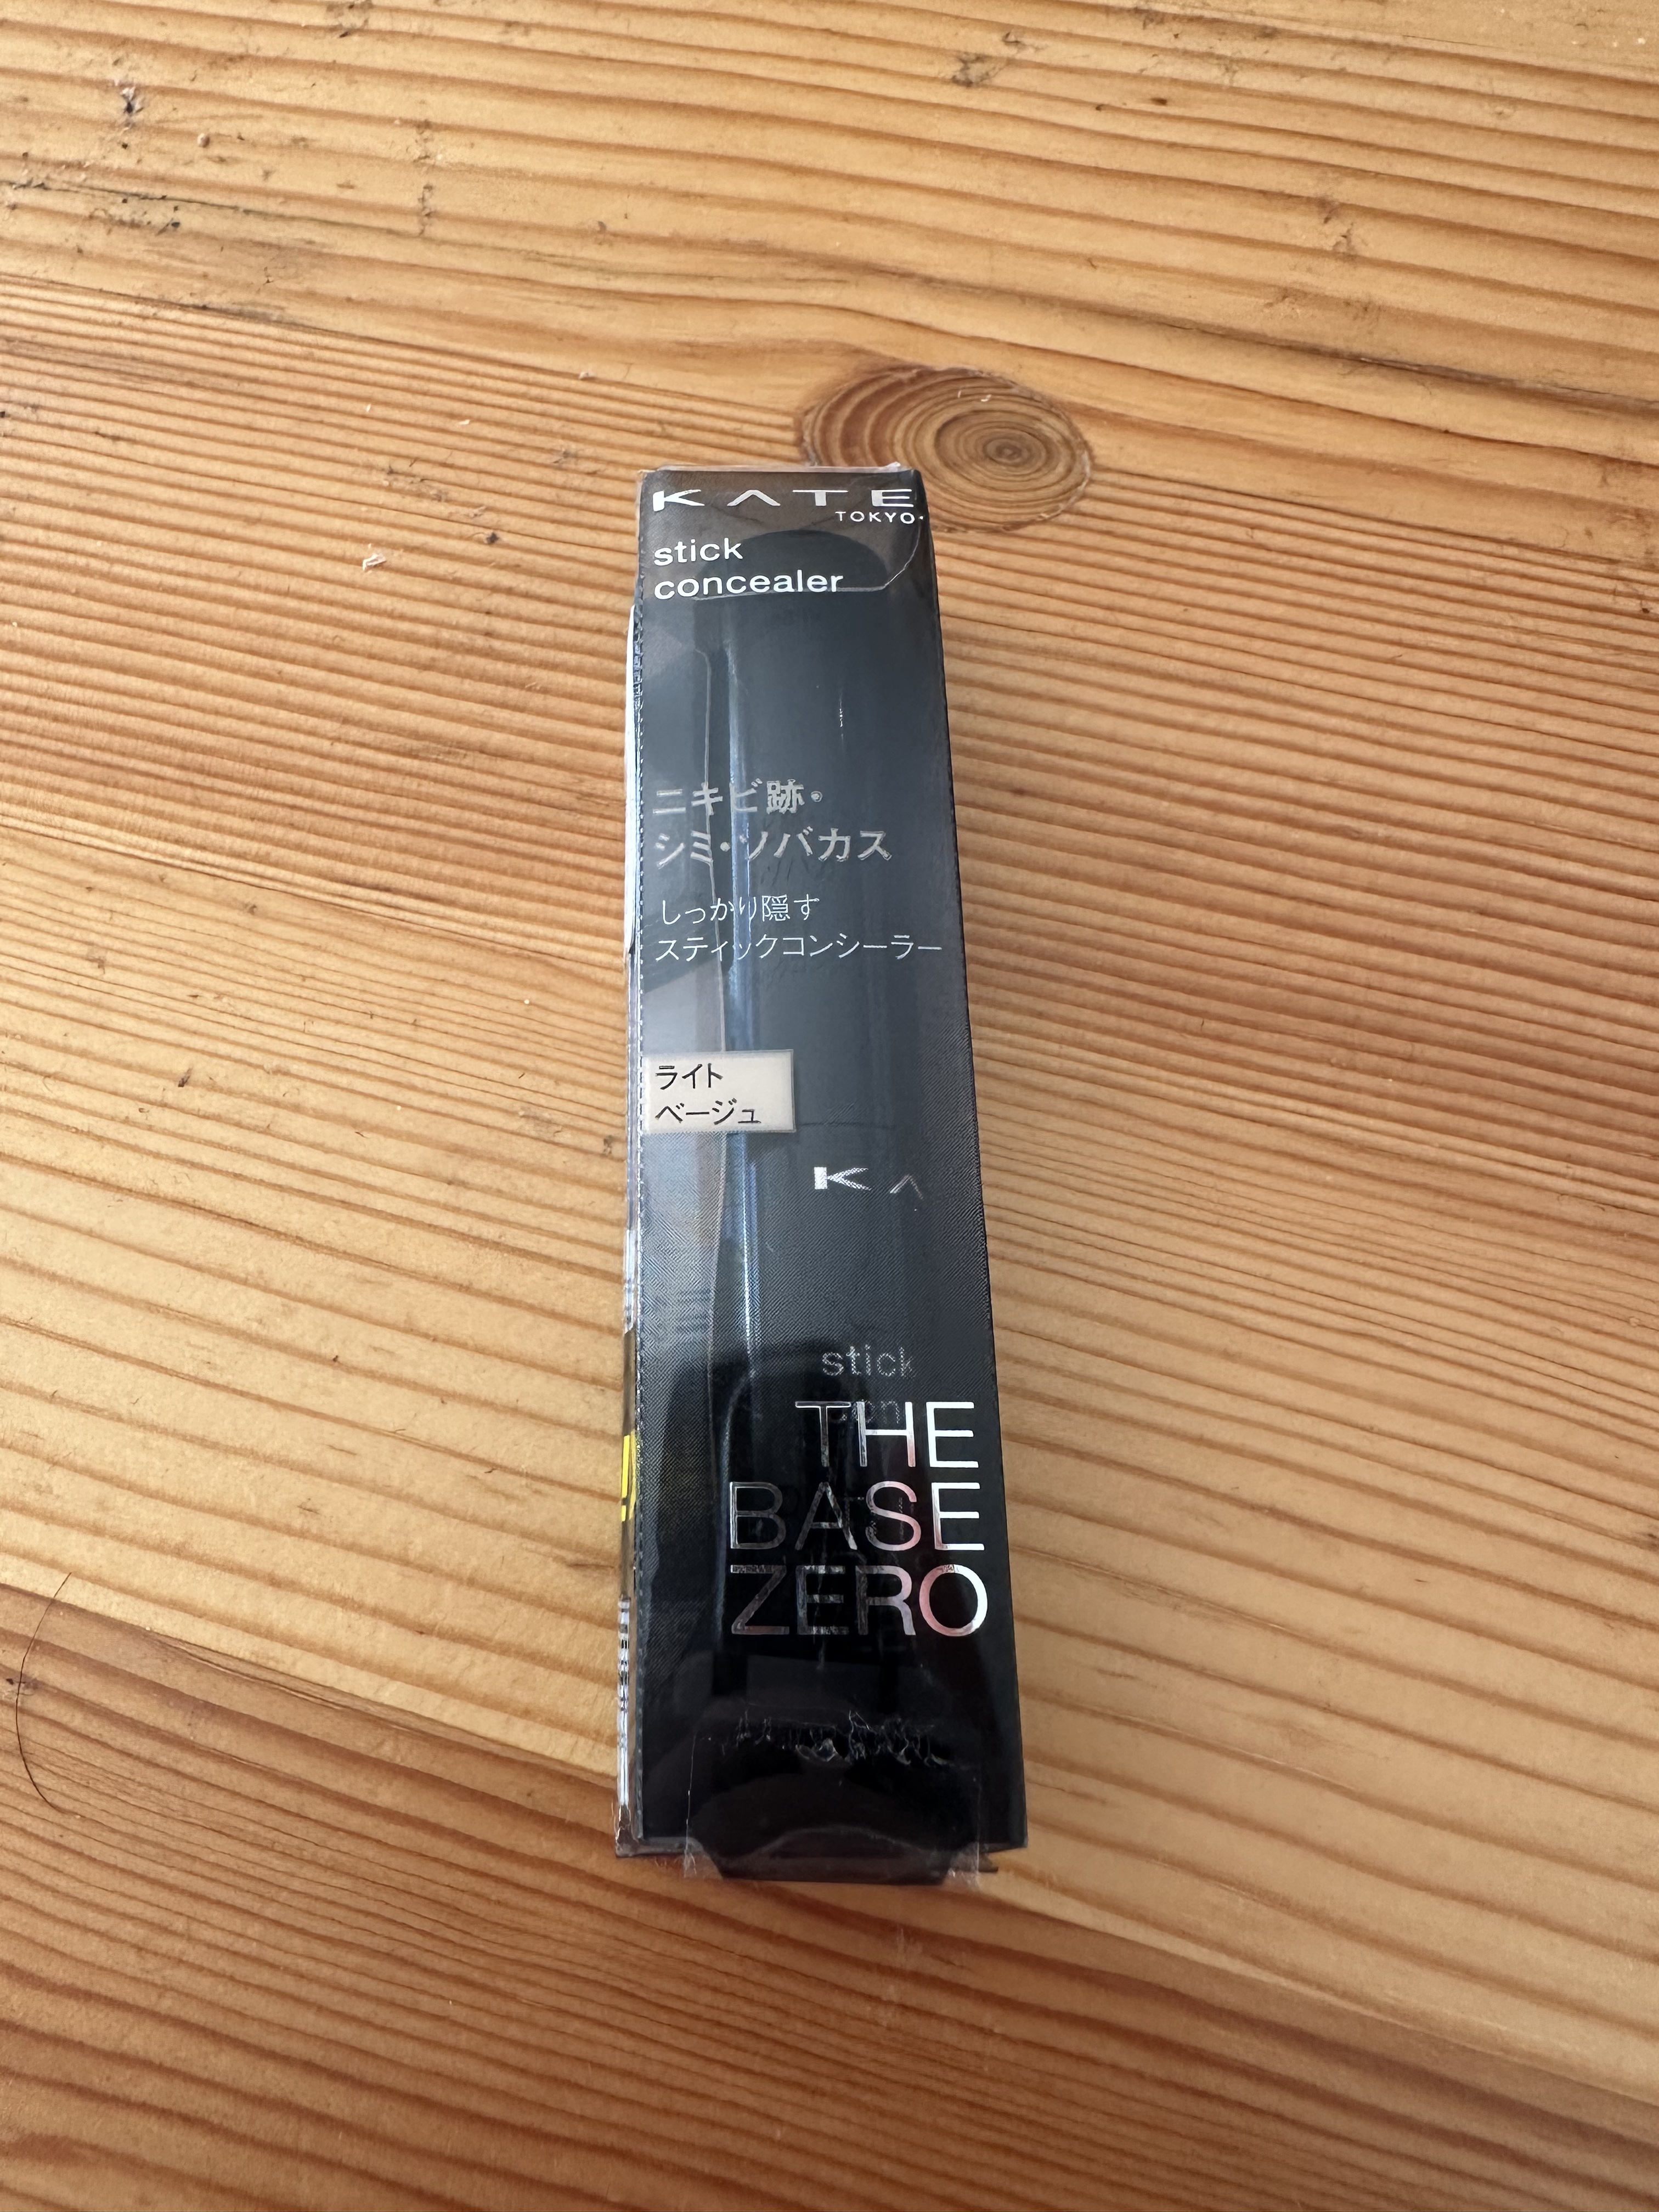 KATE
TOKYO
stick
concealer
ニキビ跡・
シミ・ソバカス
しっかり隠す
スティックコンシーラー
ライト
ベージュ
KA
stick
THE
BASE
ZERO